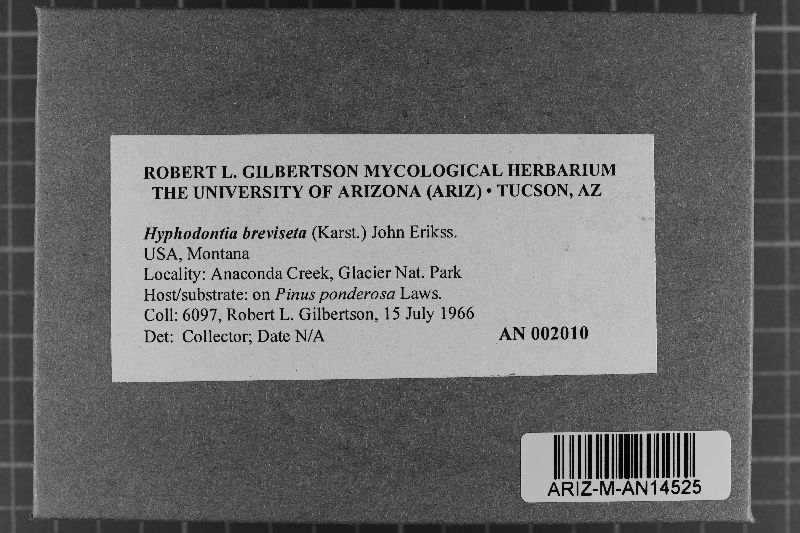 ROBERT L. GILBERTSON MYCOLOGICAL HERBARIUM
THE UNIVERSITY OF ARIZONA (ARIZ) • TUCSON, AZ
Hyphodontia breviseta (Karst.) John Erikss.
USA, Montana
Locality: Anaconda Creek, Glacier Nat. Park
Host/substrate: on Pinus ponderosa Laws.
Coll: 6097, Robert L. Gilbertson, 15 July 1966
Det: Collector; Date N/A AN 002010
ARIZ-M-AN14525